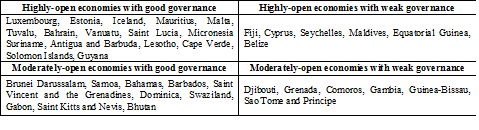 Highly-open economies with good governance
Highly-open economies with weak governance
Luxembourg, Estonia, Iceland, Mauritius, Malta,
Tuvalu, Bahrain, Vanuatu, Saint Lucia, Micronesia
Suriname, Antigua and Barbuda, Lesotho, Cape Verde,
Solomon Islands, Guyana
Fiji, Cyprus, Seychelles, Maldives, Equatorial Guinea,
Belize
Moderately-open economies with good governance
Moderately-open economies with weak governance
Brunei Darussalam, Samoa, Bahamas, Barbados, Saint
Vincent and the Grenadines, Dominica, Swaziland,
Gabon, Saint Kitts and Nevis, Bhutan
Djibouti, Grenada, Comoros, Gambia, Guinea-Bissau,
Sao Tome and Principe